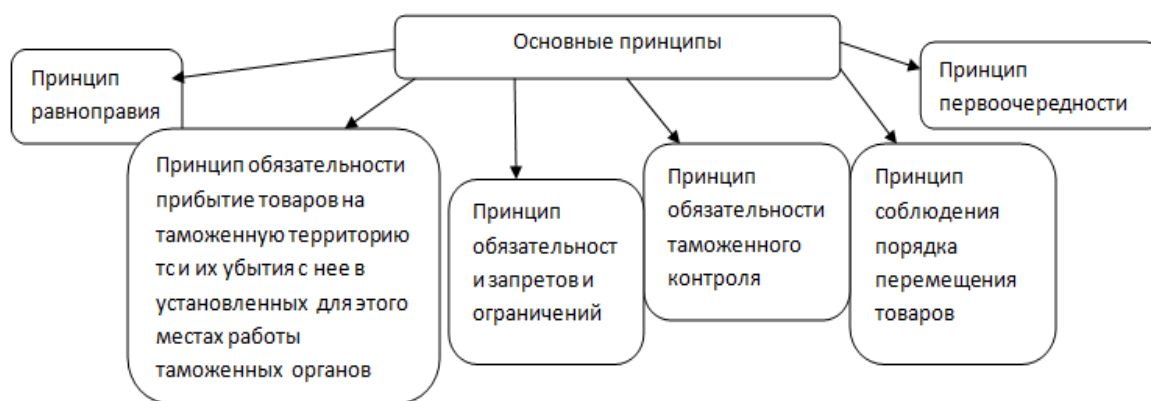 Основные принципы
Принцип
равноправия
Принцип обязательности
прибытие товаров на
таможенную территорию
тс и их убытия с нее в
установленных для этого
местах работы
таможенных органов
Принцип
обязательност
и запретов и
ограничений
Принцип
обязательности
таможенного
контроля
Принцип
соблюдения
порядка
перемещения
товаров
Принцип
первоочередности